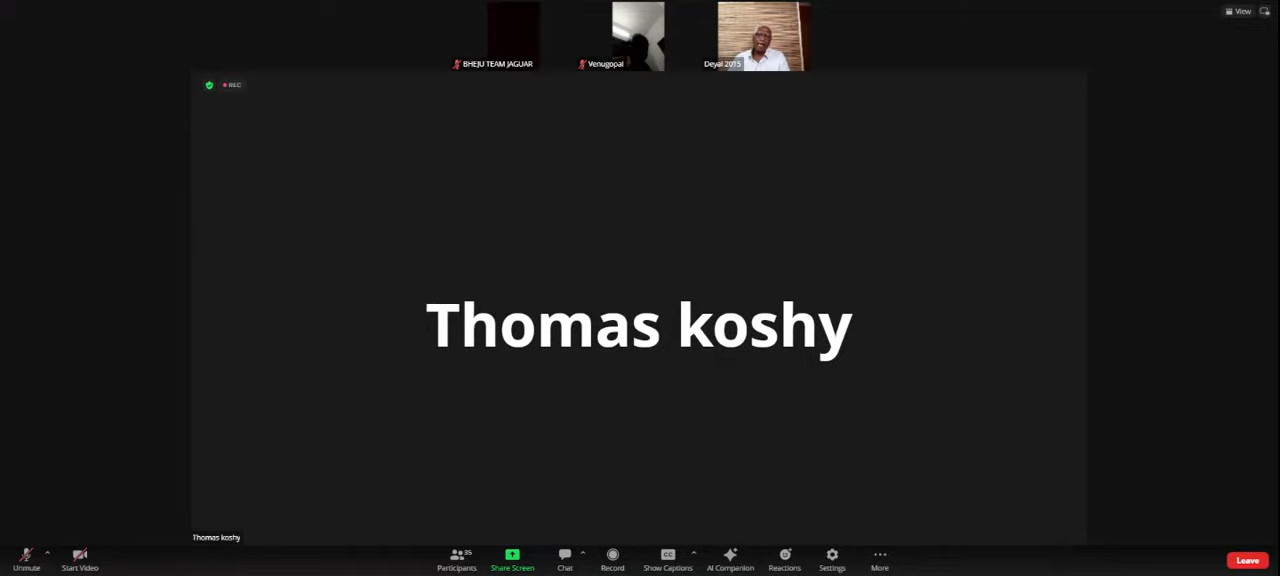 View
BHEJU TEAM JAGUAR
Venugopal
Deyal 2015
REC
Thomas koshy
Thomas koshy
35
CC
Unmute
Start Video
Participants
Share Screen
Chat
Record
Show Captions
AI Companion
Reactions
Settings
More
Leave